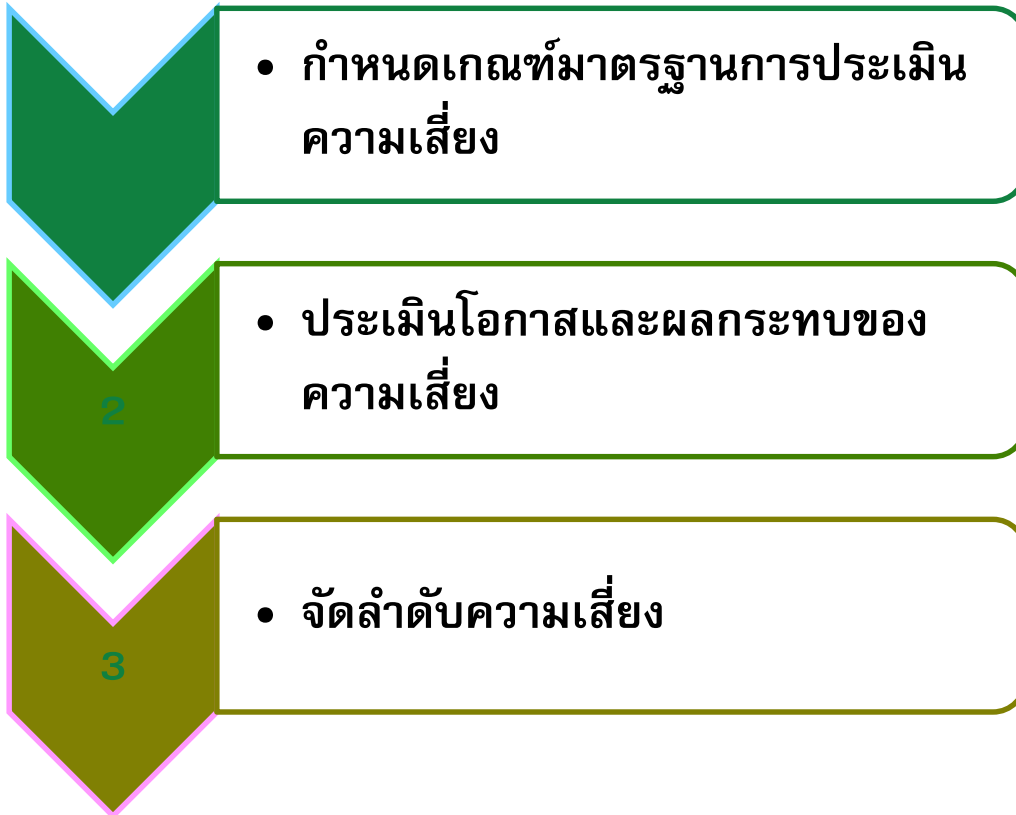 • กำหนดเกณฑ์มาตรฐานการประเมิน
ความเสี่ยง
2
• ประเมินโอกาสและผลกระทบของ
ความเสี่ยง
3
• จัดลำดับความเสี่ยง